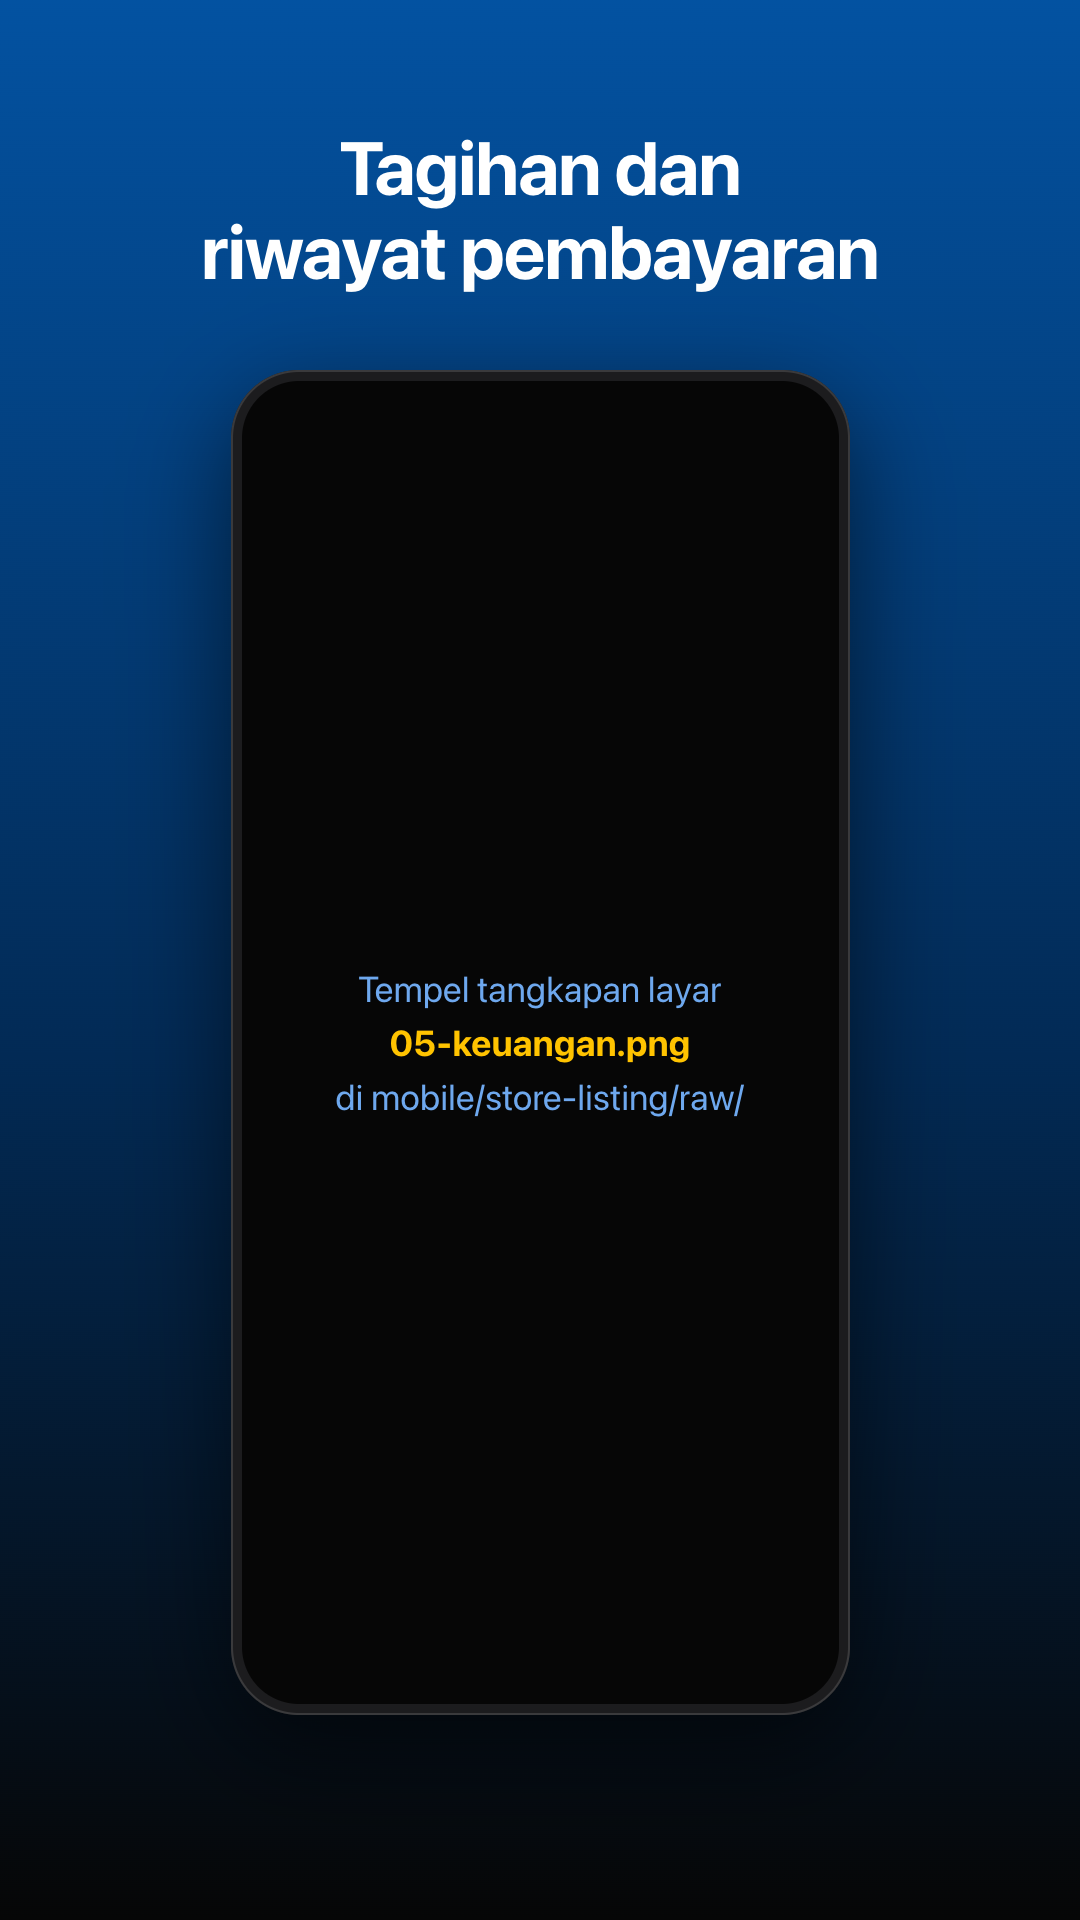 Tagihan dan
riwayat pembayaran
Tempel tangkapan layar
05-keuangan.png
di mobile/store-listing/raw/